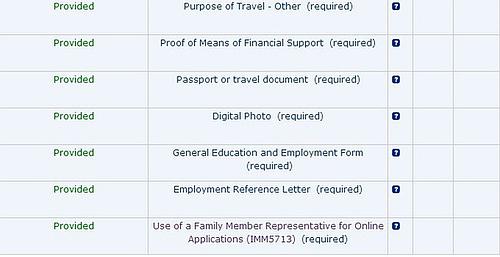 Provided Purpose of Travel - Other (required) ?
Provided Proof of Means of Financial Support (required) ?
Provided Passport or travel document (required) ?
Provided Digital Photo (required) ?
Provided General Education and Employment Form ?
(required)
Provided Employment Reference Letter (required) ?
Provided Use of a Family Member Representative for Online ?
Applications (IMM5713) (required)